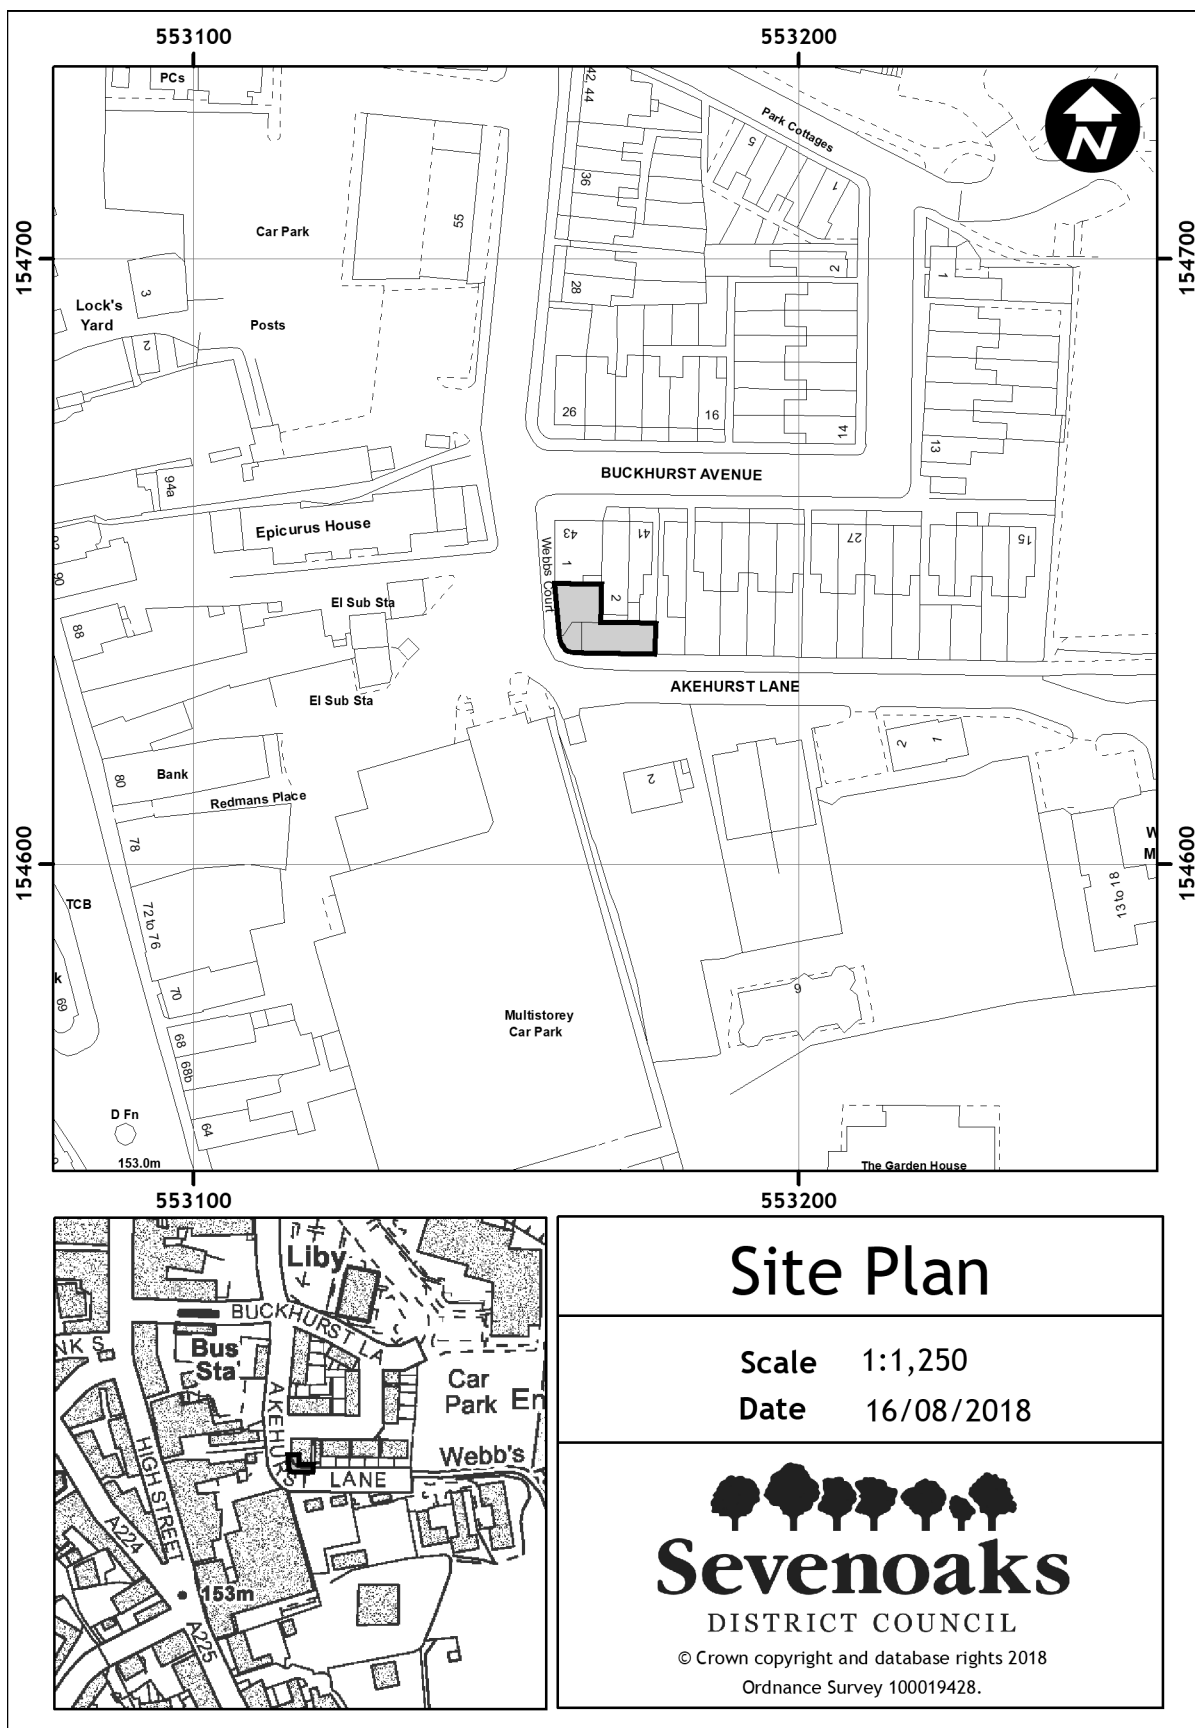 553100
553200
PCs
42, 44
Park Cottages
5
1
36
55
Car Park
154700
154700
2
1
28
3
Lock's
Yard
Posts
2
26
16
14
13
BUCKHURST AVENUE
94a
Epicurus House
43
41
27
15
92
90
Webbs Court
1
2
El Sub Sta
88
AKEHURST LANE
El Sub Sta
2
1
80
Bank
2
Redmans Place
78
W
M
154600
154600
TCB
72 to 76
13 to 18
k
69
70
9
Multistorey
Car Park
68
68b
D Fn
64
153.0m
The Garden House
553100
553200
Liby
BUCKHURST LA
NK S
Bus
Sta
AKEHURST
Car
Park
En
HIGH STREET
Webb's
LANE
A224
153m
A225
Site Plan
Scale 1:1,250
Date 16/08/2018
Sevenoaks
DISTRICT COUNCIL
© Crown copyright and database rights 2018
Ordnance Survey 100019428.
N